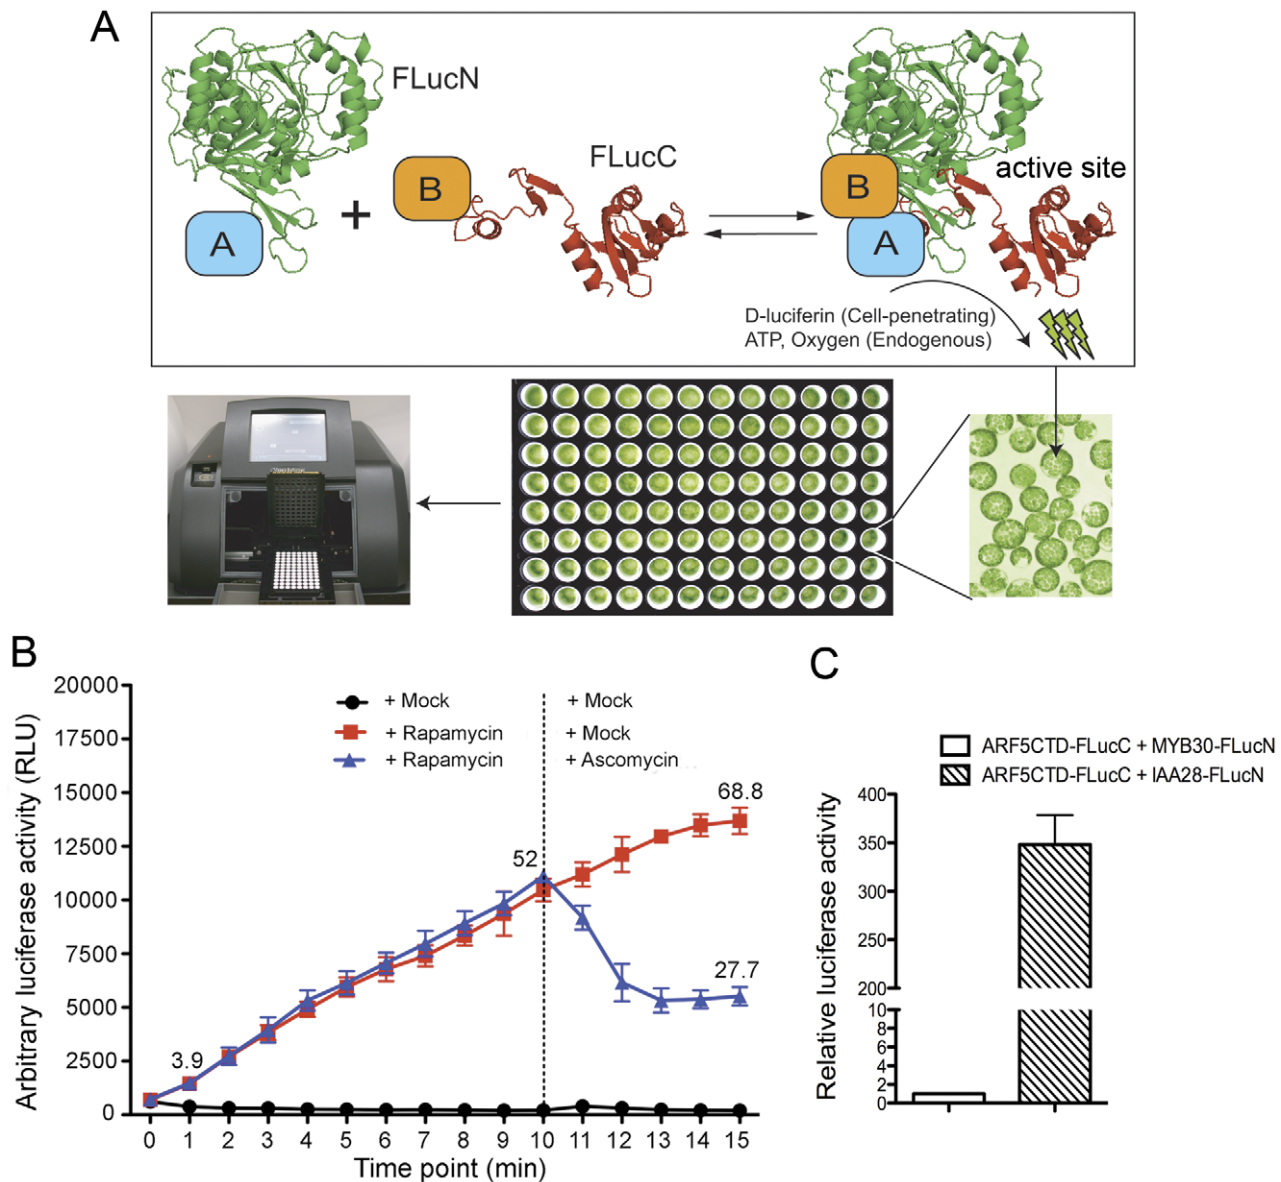 A
FLucN
FLucC
active site
B
A
+
B
A
D-luciferin (Cell-penetrating)
ATP, Oxygen (Endogenous)
B
Arbitrary luciferase activity (RLU)
20000
17500
15000
12500
10000
7500
5000
2500
0
+ Mock
+ Mock
+ Rapamycin
+ Mock
+ Rapamycin
+ Ascomycin
68.8
52
27.7
3.9
0 1 2 3 4 5 6 7 8 9 10 11 12 13 14 15
Time point (min)
C
ARF5CTD-FLucC + MYB30-FLucN
ARF5CTD-FLucC + IAA28-FLucN
Relative luciferase activity
400
350
300
250
200
10
8
6
4
2
0